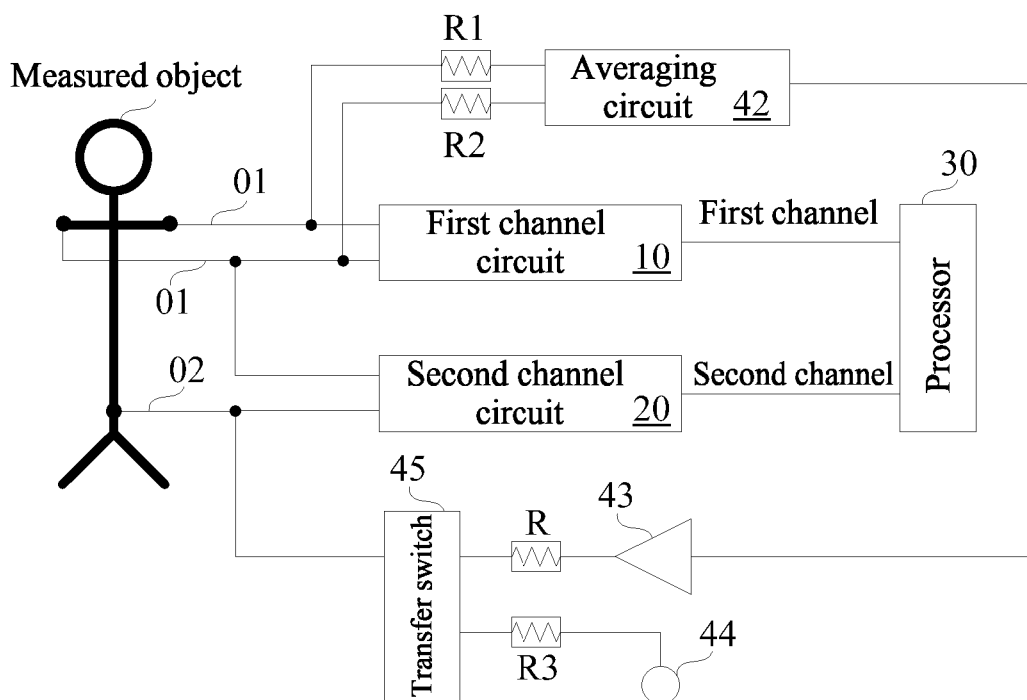 R1
Measured object
Averaging
circuit 42
R2
01
30
First channel
First channel
circuit 10
01
Processor
02
Second channel
circuit 20
Second channel
45
43
R
Transfer switch
44
R3